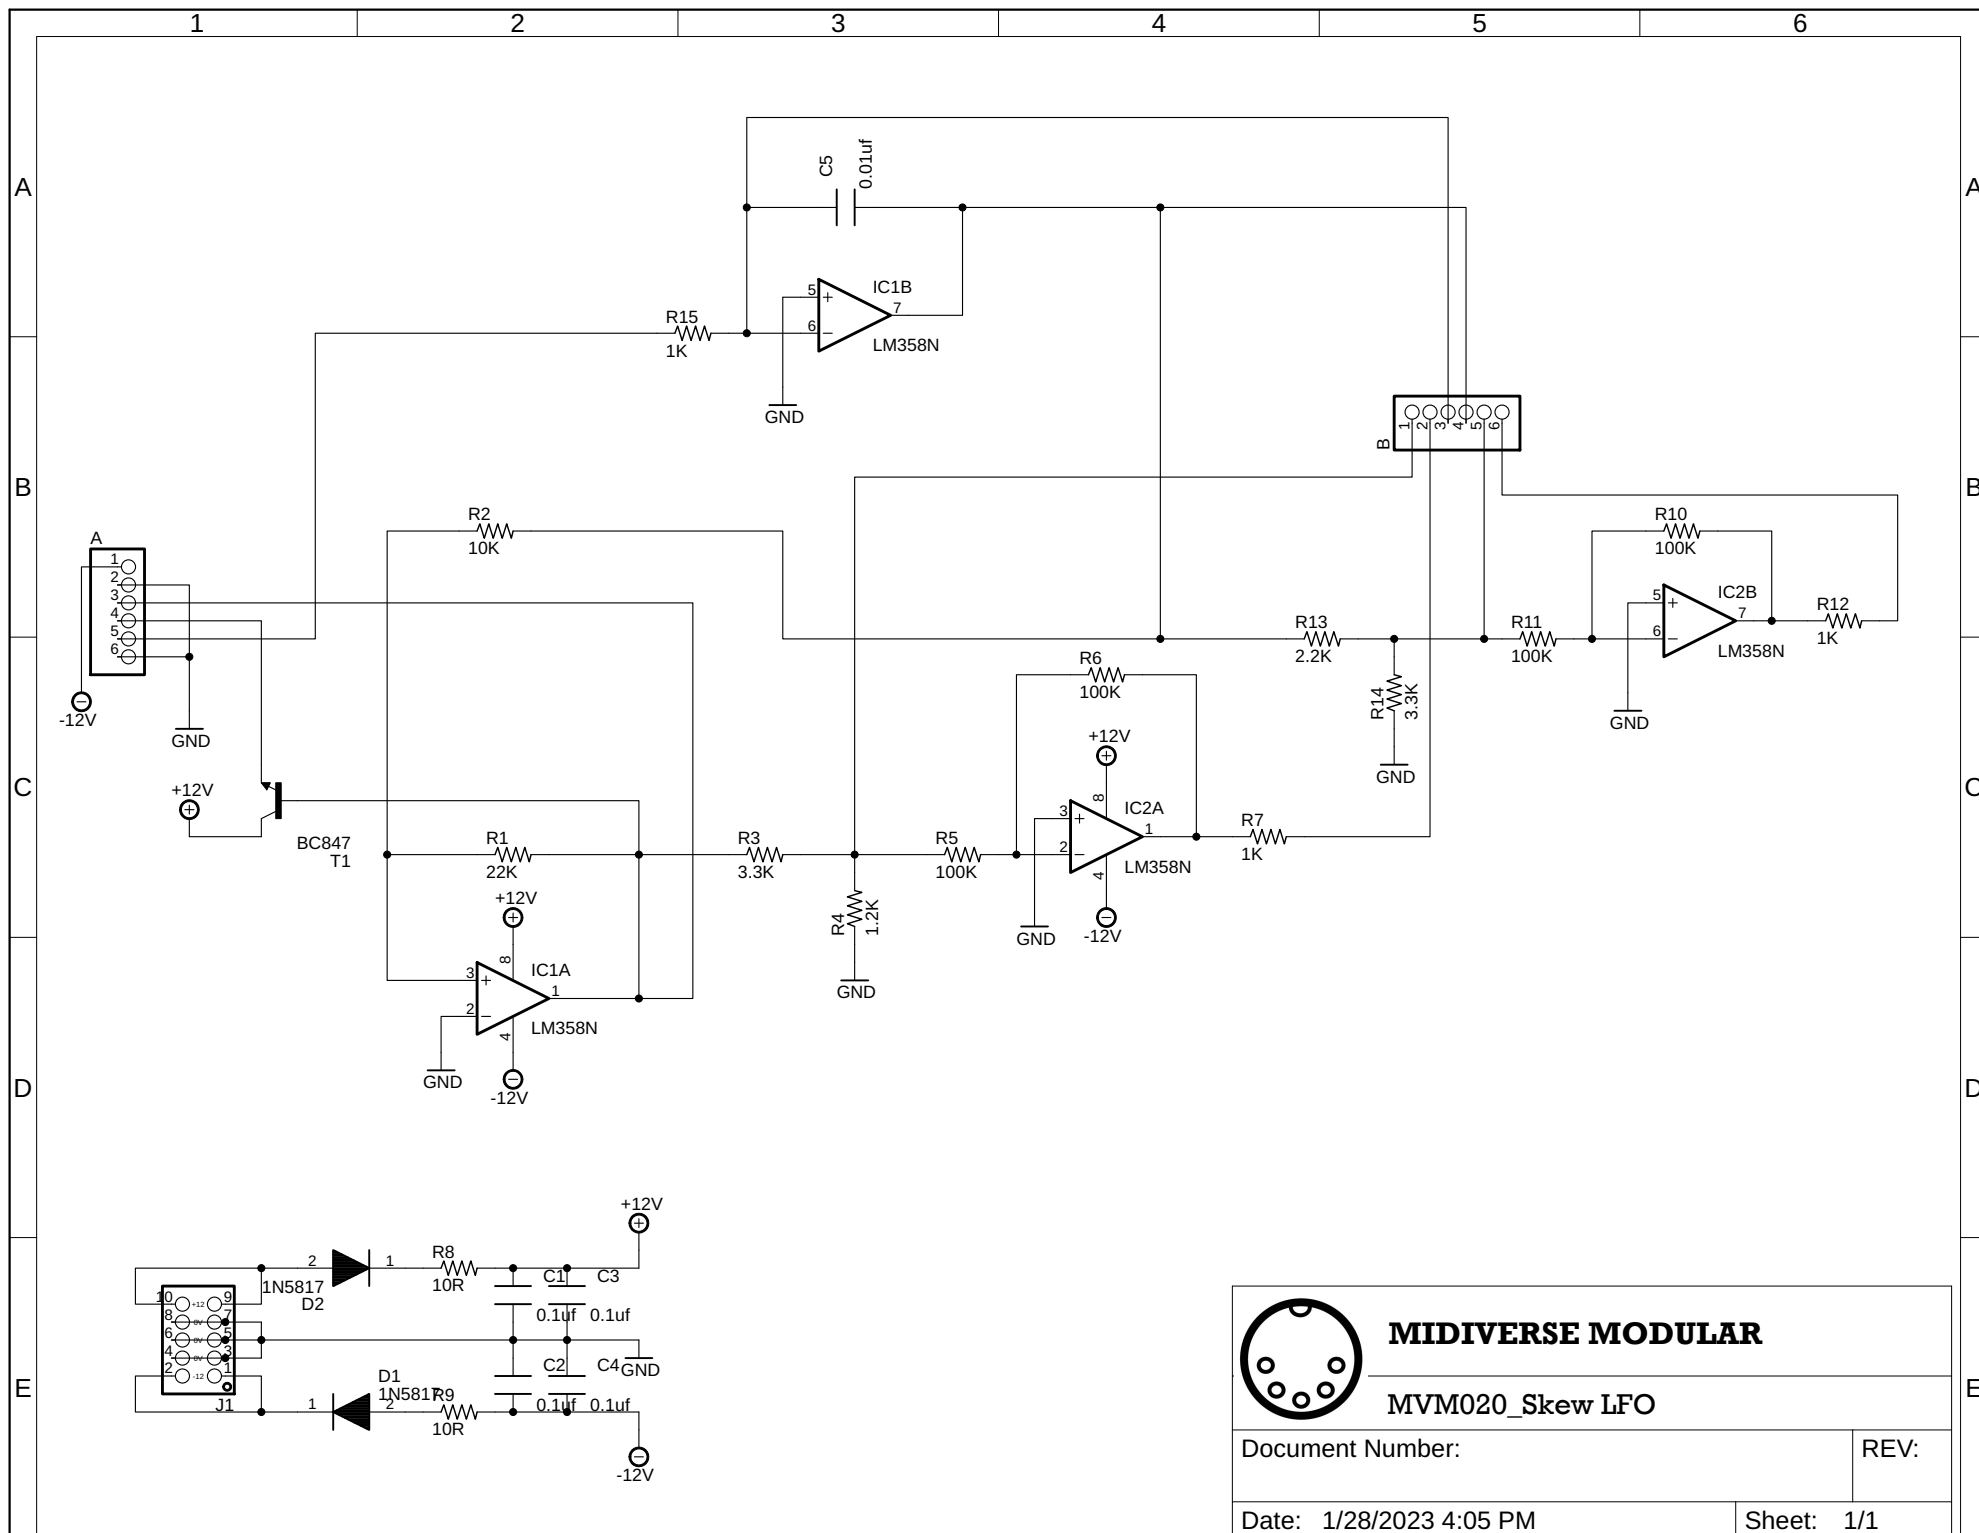 1 2 3 4 5 6
A A
C5 0.01uf
IC1B
5 + 7
R15
6 −
1K LM358N
GND
1 2 3 4 5 6
B
B B
R2
10K
R10
100K
A
1
2
3
4
5
6
-12V
GND
IC2B
5 + 7
6 −
LM358N
R12
1K
R13
2.2K
R11
100K
R14 3.3K
GND
GND
R6
100K
C C
+12V
BC847
T1
+12V
8
IC2A
3 + 1
2 −
4
LM358N
-12V
GND
R7
1K
R1
22K
R3
3.3K
R5
100K
R4 1.2K
GND
+12V
8
IC1A
3 + 1
2 −
4
LM358N
GND
-12V
D D
+12V
2 1
1N5817
D2
R8
10R
C1 C3
0.1uf 0.1uf
10 +12 9
8 0V 7
6 0V 5
4 0V 3
2 -12 1
J1
C2 C4
GND
D1
1N5817
1 2
R9
10R
0.1uf 0.1uf
-12V
E E
MIDIVERSE MODULAR
MVM020_Skew LFO
Document Number: REV:
Date: 1/28/2023 4:05 PM Sheet: 1/1